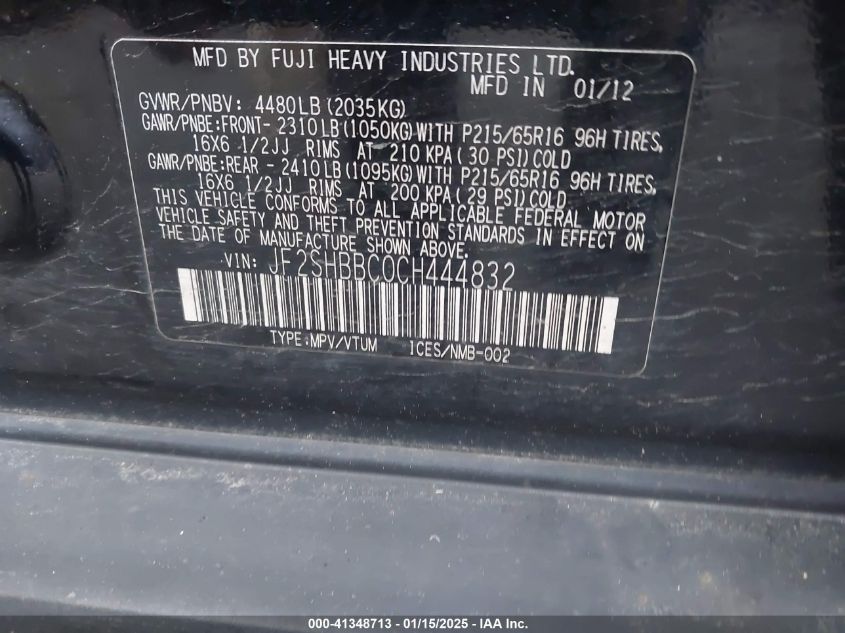 MFD BY FUJI HEAVY INDUSTRIES LTD.
MFD IN 01/12
GVWR/PNBV: 4480LB(2035KG)
GAWR/PNBE:FRONT- 2310LB(1050KG)WITH P215/65R16 96H TIRES,
16X6 1/2JJ RIMS AT 210 KPA(30 PSI)COLD
GAWR/PNBE:REAR - 2410LB(1095KG)WITH P215/65R16 96H TIRES,
16X6 1/2JJ RIMS AT 200 KPA(29 PSI)COLD
THIS VEHICLE CONFORMS TO ALL APPLICABLE FEDERAL MOTOR
VEHICLE SAFETY AND THEFT PREVENTION STANDARDS IN EFFECT ON
THE DATE OF MANUFACTURE SHOWN ABOVE.
VIN: JF2SHBBC0CH444832
TYPE:MPV/VTUM ICES/NMB-002
000-41348713 - 01/15/2025 - IAA Inc.